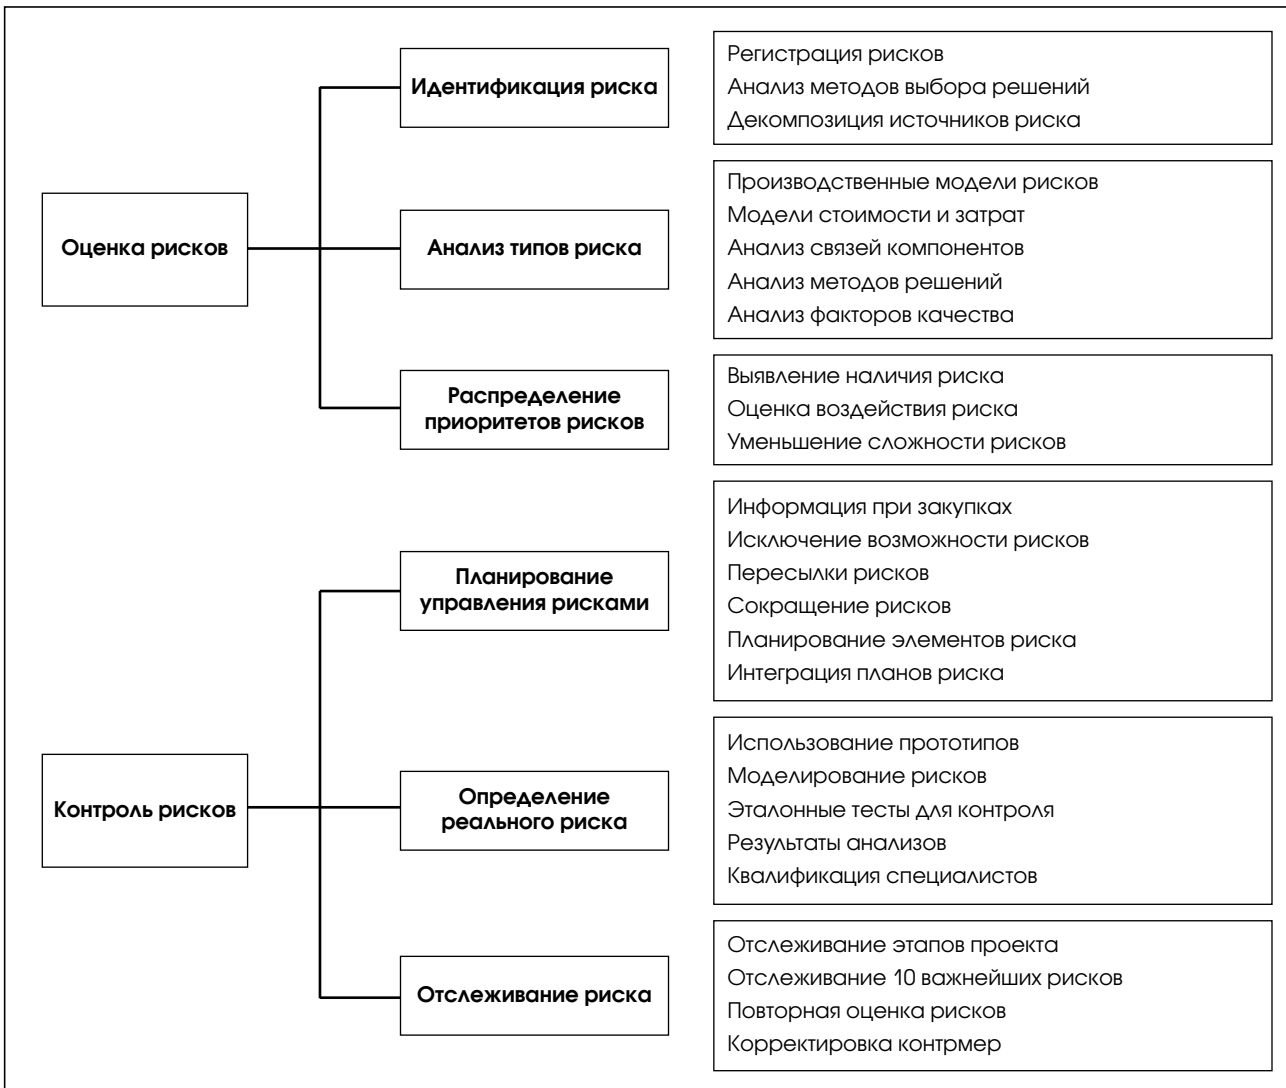 Оценка рисков
Идентификация риска
Регистрация рисков
Анализ методов выбора решений
Декомпозиция источников риска
Анализ типов риска
Производственные модели рисков
Модели стоимости и затрат
Анализ связей компонентов
Анализ методов решений
Анализ факторов качества
Распределение
приоритетов рисков
Выявление наличия риска
Оценка воздействия риска
Уменьшение сложности рисков
Контроль рисков
Планирование
управления рисками
Информация при закупках
Исключение возможности рисков
Пересылки рисков
Сокращение рисков
Планирование элементов риска
Интеграция планов риска
Определение
реального риска
Использование прототипов
Моделирование рисков
Эталонные тесты для контроля
Результаты анализов
Квалификация специалистов
Отслеживание риска
Отслеживание этапов проекта
Отслеживание 10 важнейших рисков
Повторная оценка рисков
Корректировка контрмер